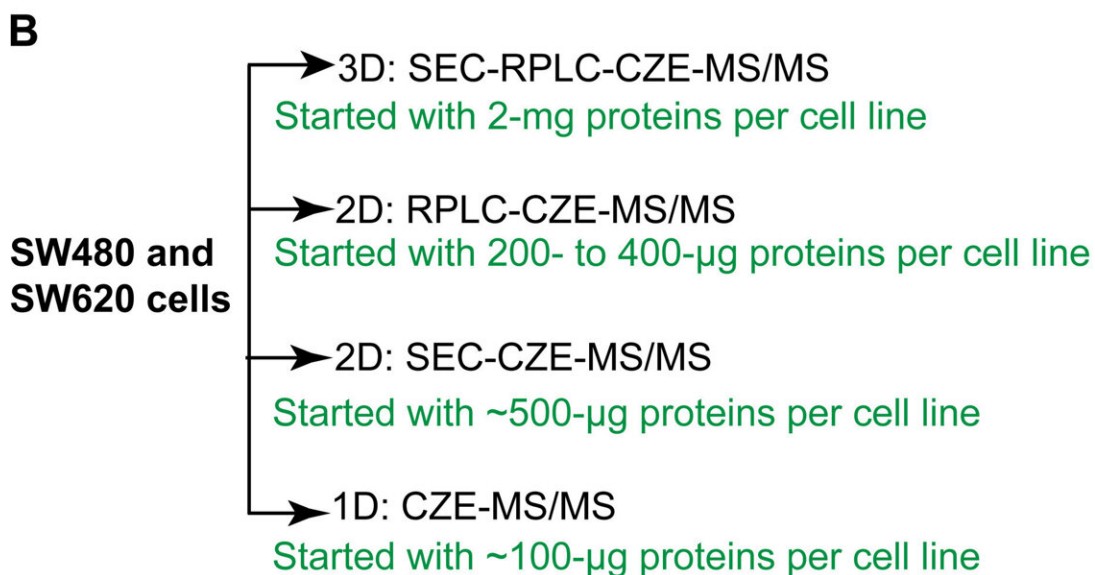 B
3D: SEC-RPLC-CZE-MS/MS
Started with 2-mg proteins per cell line
2D: RPLC-CZE-MS/MS
Started with 200- to 400-µg proteins per cell line
SW480 and
SW620 cells
2D: SEC-CZE-MS/MS
Started with ~500-µg proteins per cell line
1D: CZE-MS/MS
Started with ~100-µg proteins per cell line